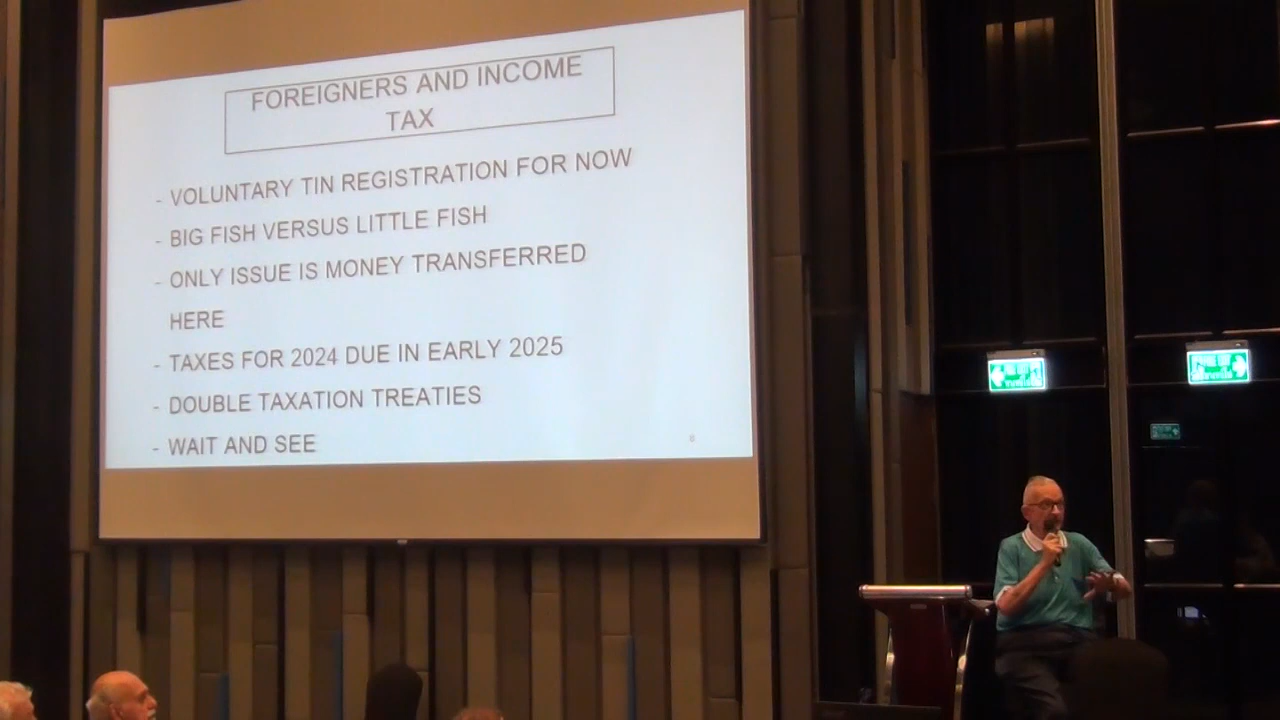 FOREIGNERS AND INCOME
TAX
- VOLUNTARY TIN REGISTRATION FOR NOW
- BIG FISH VERSUS LITTLE FISH
- ONLY ISSUE IS MONEY TRANSFERRED
HERE
- TAXES FOR 2024 DUE IN EARLY 2025
- DOUBLE TAXATION TREATIES
- WAIT AND SEE